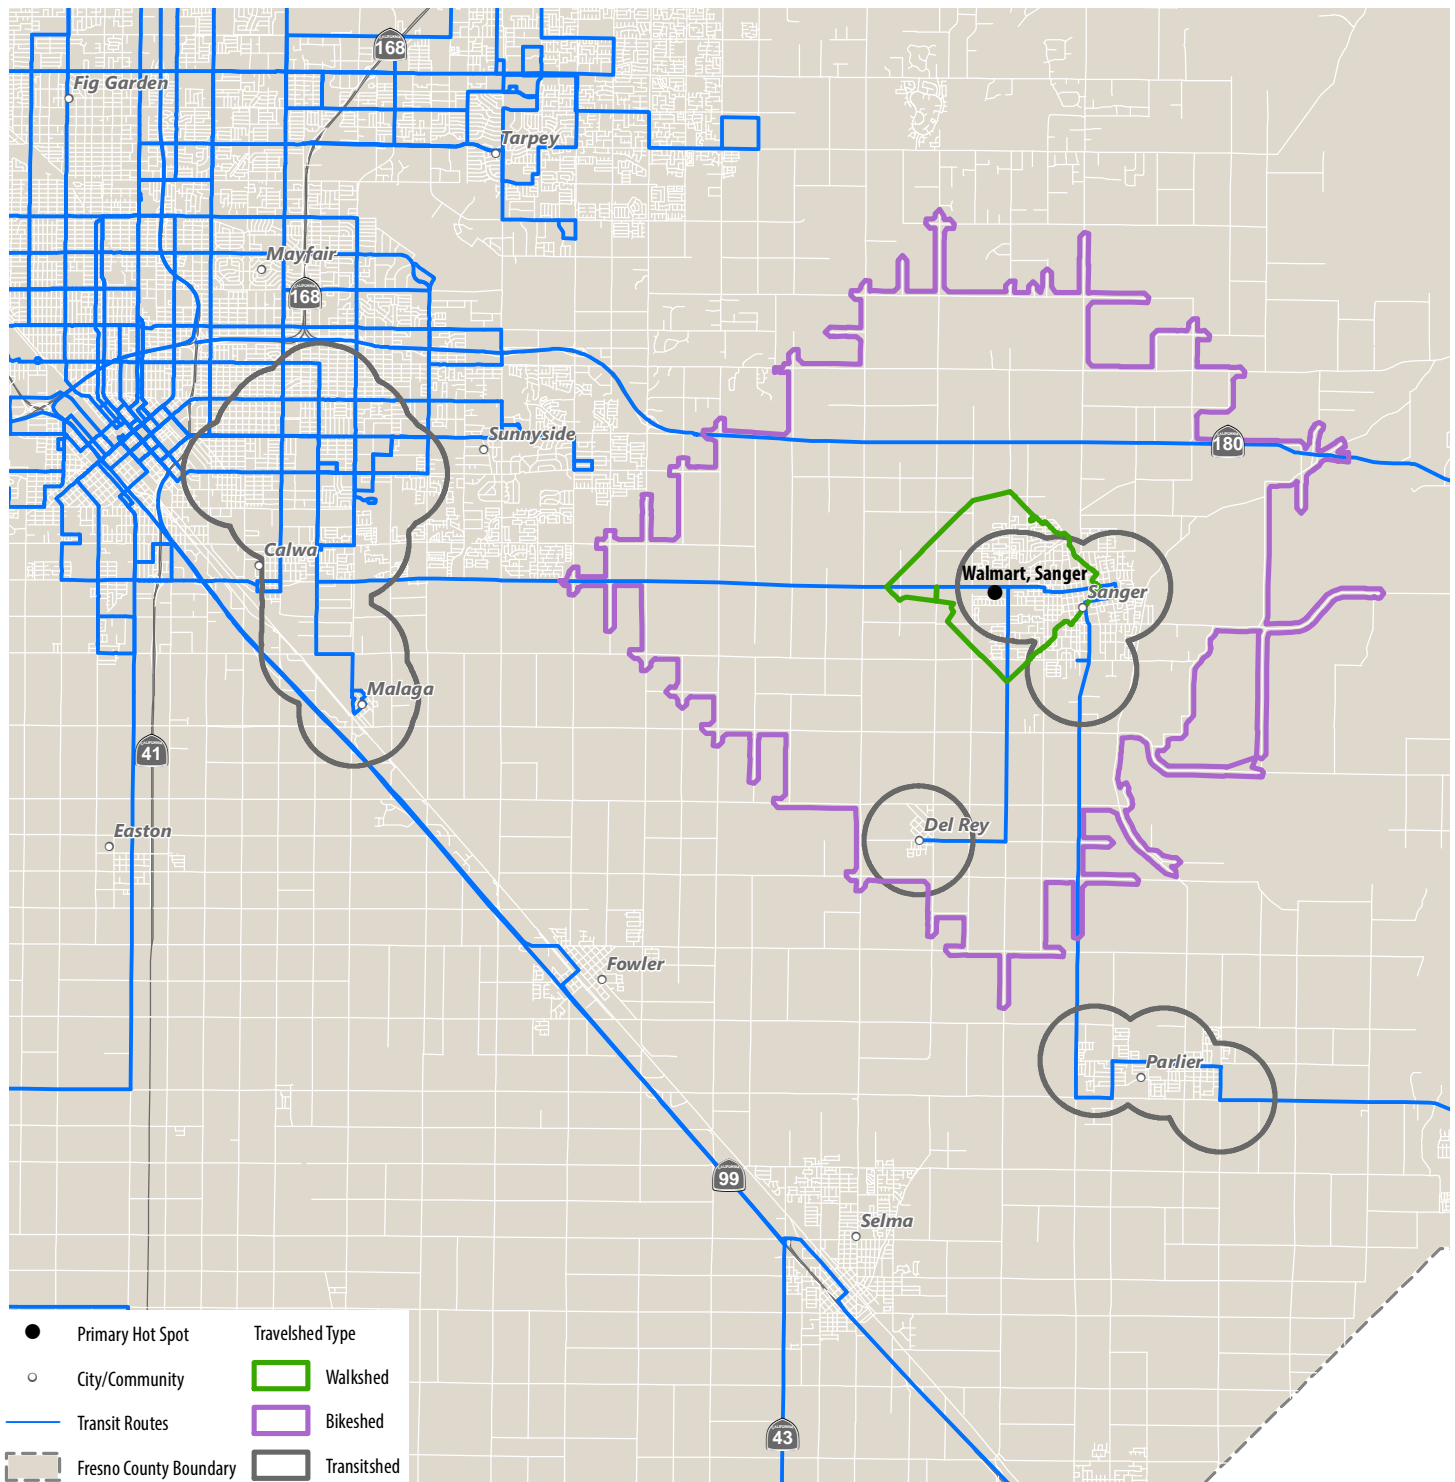 168
Fig Garden
Tarpey
Mayfair
168
Sunnyside
180
Calwa
Walmart, Sanger
Sanger
Malaga
41
Easton
Del Rey
Fowler
Parlier
99
Selma
43
Primary Hot Spot
City/Community
Transit Routes
Fresno County Boundary
Travelshed Type
Walkshed
Bikeshed
Transitshed